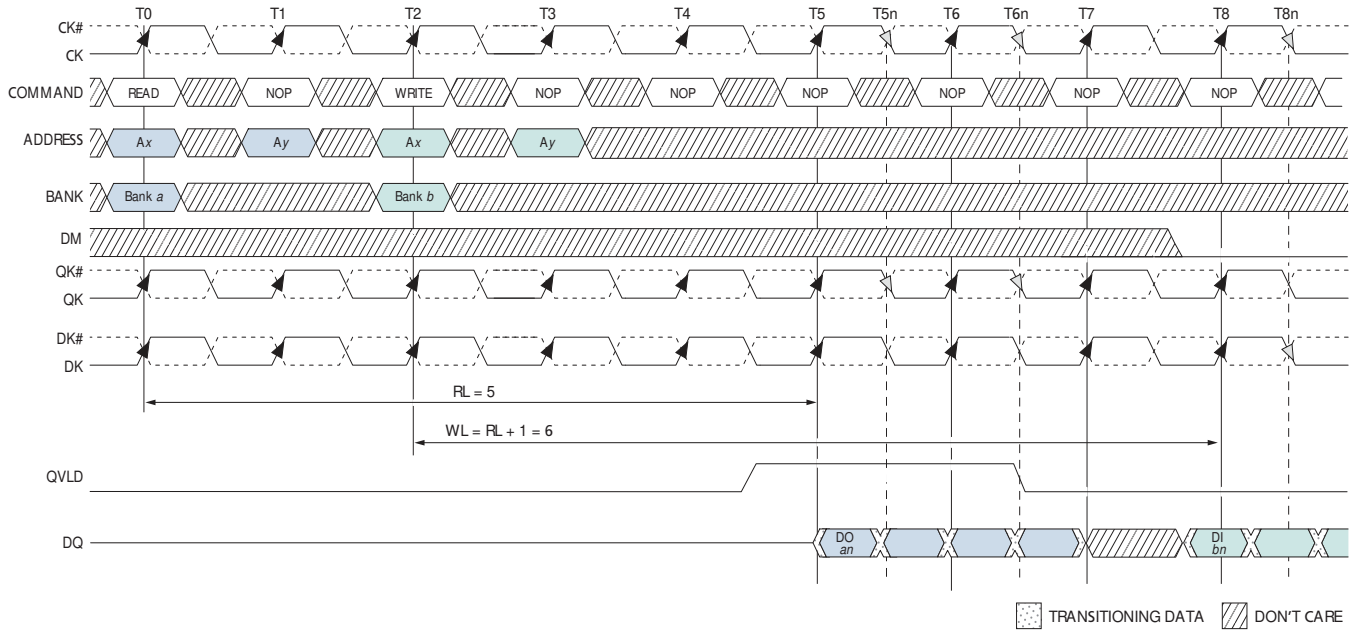 T0 T1 T2 T3 T4 T5 T5n T6 T6n T7 T8 T8n
CK#
CK
COMMAND READ NOP WRITE NOP NOP NOP NOP NOP NOP
ADDRESS Ax Ay Ax Ay
BANK Bank a Bank b
DM
QK#
QK
DK#
DK
RL = 5
WL = RL + 1 = 6
QVLD
DQ DO an DI bn
TRANSITIONING DATA DON'T CARE